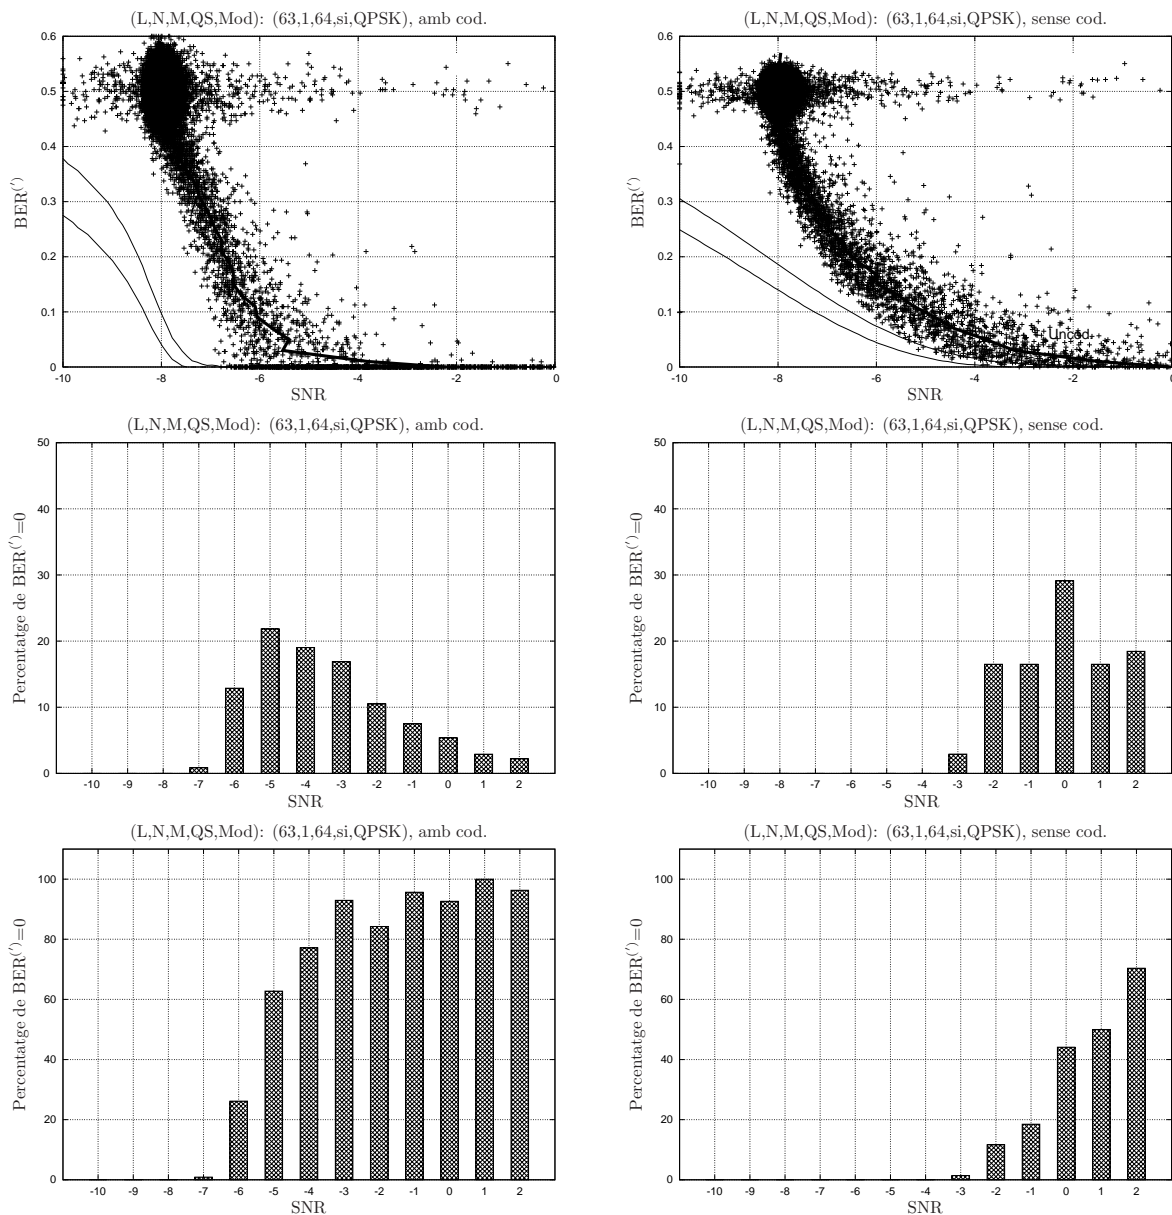 (L,N,M,QS,Mod): (63,1,64,si,QPSK), amb cod.
0.6
0.5
0.4
0.3
0.2
0.1
0
BER(′)
-10 -8 -6 -4 -2 0
SNR
(L,N,M,QS,Mod): (63,1,64,si,QPSK), sense cod.
0.6
0.5
0.4
0.3
0.2
0.1
0
BER(′)
Uncod.
-10 -8 -6 -4 -2 0
SNR
(L,N,M,QS,Mod): (63,1,64,si,QPSK), amb cod.
50
40
30
20
10
0
Percentatge de BER(′)=0
-10 -9 -8 -7 -6 -5 -4 -3 -2 -1 0 1 2
SNR
(L,N,M,QS,Mod): (63,1,64,si,QPSK), sense cod.
50
40
30
20
10
0
Percentatge de BER(′)=0
-10 -9 -8 -7 -6 -5 -4 -3 -2 -1 0 1 2
SNR
(L,N,M,QS,Mod): (63,1,64,si,QPSK), amb cod.
100
80
60
40
20
0
Percentatge de BER(′)=0
-10 -9 -8 -7 -6 -5 -4 -3 -2 -1 0 1 2
SNR
(L,N,M,QS,Mod): (63,1,64,si,QPSK), sense cod.
100
80
60
40
20
0
Percentatge de BER(′)=0
-10 -9 -8 -7 -6 -5 -4 -3 -2 -1 0 1 2
SNR